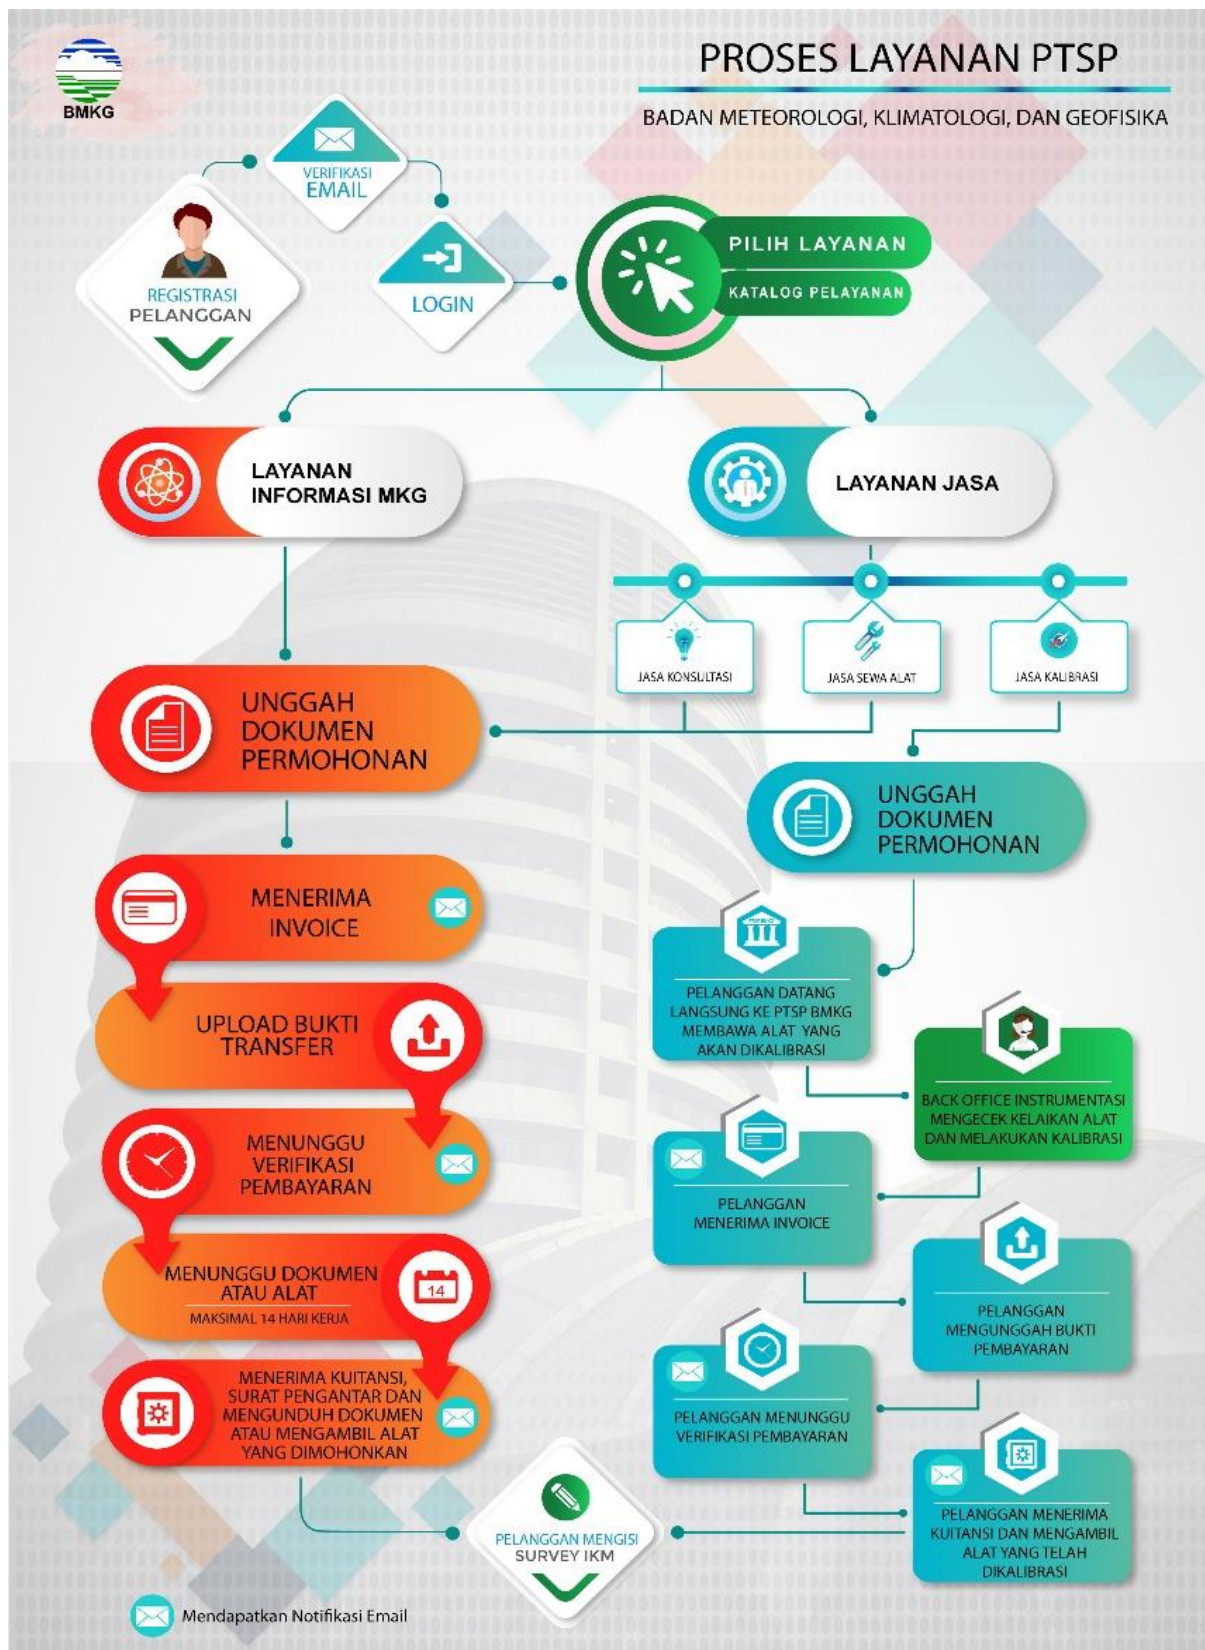 BMKG
PROSES LAYANAN PTSP
BADAN METEOROLOGI, KLIMATOLOGI, DAN GEOFISIKA
VERIFIKASI
EMAIL
REGISTRASI
PELANGGAN
LOGIN
PILIH LAYANAN
KATALOG PELAYANAN
LAYANAN
INFORMASI MKG
LAYANAN JASA
JASA KONSULTASI
JASA SEWA ALAT
JASA KALIBRASI
UNGGAH
DOKUMEN
PERMOHONAN
UNGGAH
DOKUMEN
PERMOHONAN
MENERIMA
INVOICE
UPLOAD BUKTI
TRANSFER
MENUNGGU
VERIFIKASI
PEMBAYARAN
MENUNGGU DOKUMEN
ATAU ALAT
MAKSIMAL 14 HARI KERJA
14
MENERIMA KUITANSI,
SURAT PENGANTAR DAN
MENGUNDUH DOKUMEN
ATAU MENGAMBIL ALAT
YANG DIMOHONKAN
PELANGGAN DATANG
LANGSUNG KE PTSP BMKG
MEMBAWA ALAT YANG
AKAN DIKALIBRASI
BACK OFFICE INSTRUMENTASI
MENGECEK KELAIKAN ALAT
DAN MELAKUKAN KALIBRASI
PELANGGAN
MENERIMA INVOICE
PELANGGAN
MENGUNGGAH BUKTI
PEMBAYARAN
PELANGGAN MENUNGGU
VERIFIKASI PEMBAYARAN
PELANGGAN MENERIMA
KUITANSI DAN MENGAMBIL
ALAT YANG TELAH
DIKALIBRASI
PELANGGAN MENGISI
SURVEY IKM
Mendapatkan Notifikasi Email